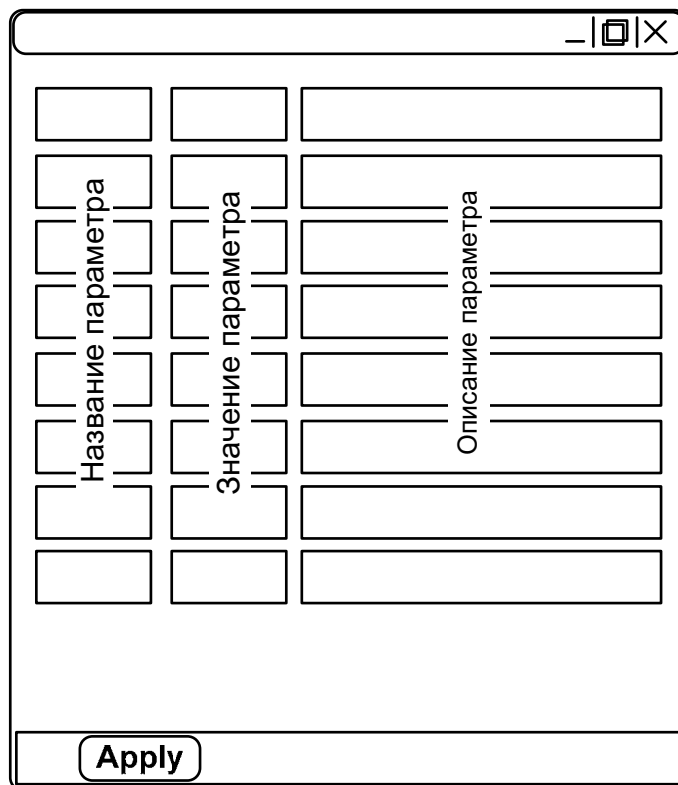 Название параметра
Значение параметра
Описание параметра
Apply